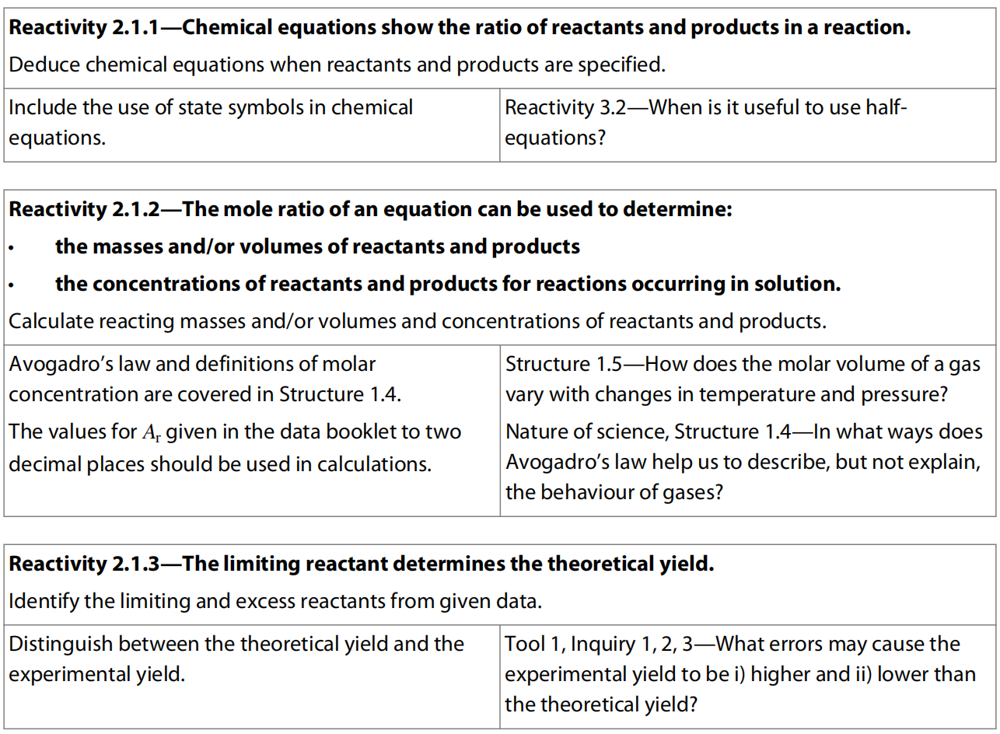 Reactivity 2.1.1—Chemical equations show the ratio of reactants and products in a reaction.
Deduce chemical equations when reactants and products are specified.
Include the use of state symbols in chemical
equations.
Reactivity 3.2—When is it useful to use half-
equations?
Reactivity 2.1.2—The mole ratio of an equation can be used to determine:
• the masses and/or volumes of reactants and products
• the concentrations of reactants and products for reactions occurring in solution.
Calculate reacting masses and/or volumes and concentrations of reactants and products.
Avogadro’s law and definitions of molar
concentration are covered in Structure 1.4.
The values for Ar given in the data booklet to two
decimal places should be used in calculations.
Structure 1.5—How does the molar volume of a gas
vary with changes in temperature and pressure?
Nature of science, Structure 1.4—In what ways does
Avogadro’s law help us to describe, but not explain,
the behaviour of gases?
Reactivity 2.1.3—The limiting reactant determines the theoretical yield.
Identify the limiting and excess reactants from given data.
Distinguish between the theoretical yield and the
experimental yield.
Tool 1, Inquiry 1, 2, 3—What errors may cause the
experimental yield to be i) higher and ii) lower than
the theoretical yield?